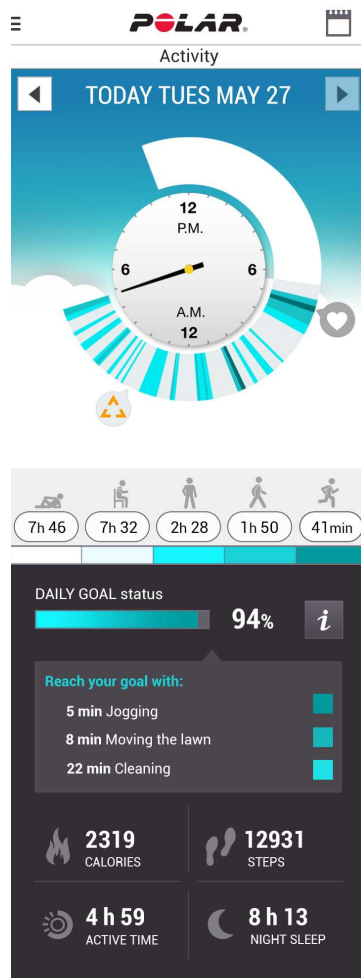 POLAR.
Activity
TODAY TUES MAY 27
12
P.M.
6
6
A.M.
12
7h 46
7h 32
2h 28
1h 50
41min
DAILY GOAL status
94%
i
Reach your goal with:
5 min Jogging
8 min Moving the lawn
22 min Cleaning
2319
CALORIES
12931
STEPS
4 h 59
ACTIVE TIME
8 h 13
NIGHT SLEEP